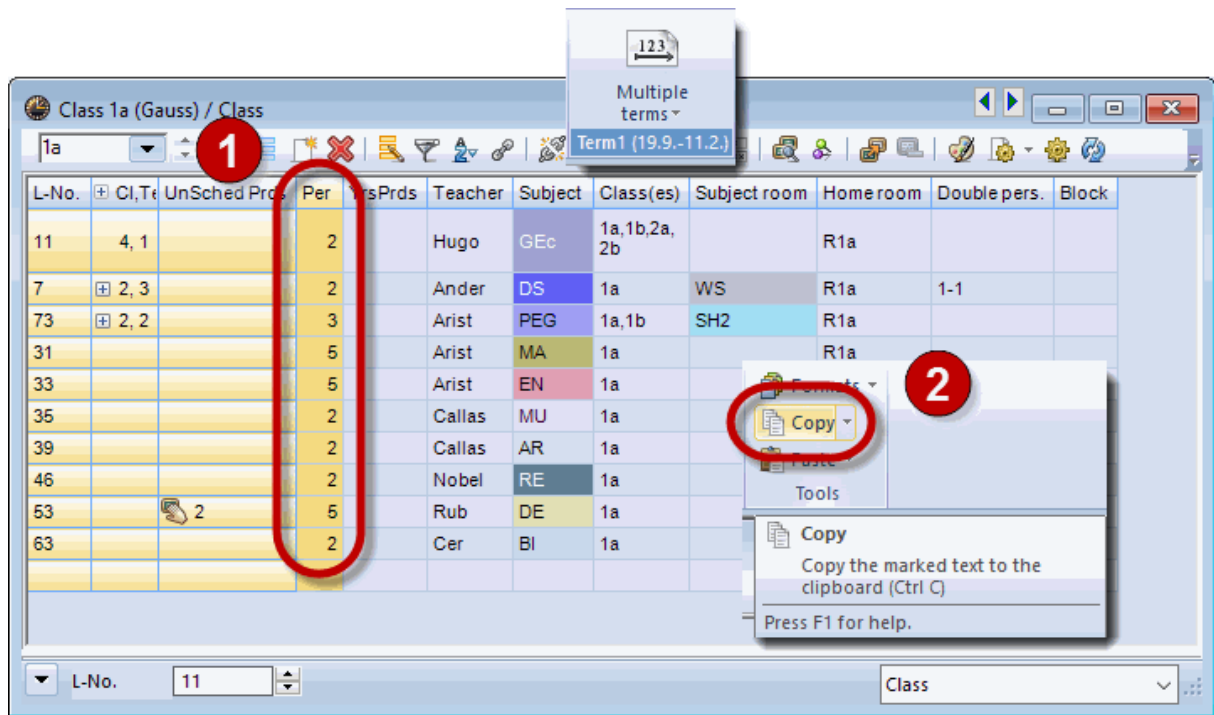 123
Multiple
terms
Term1 (19.9.-11.2.)
Class 1a (Gauss) / Class
1a
1
L-No. Cl,Te UnSched Prds Per YrsPrds Teacher Subject Class(es) Subject room Home room Double pers. Block
11 4, 1 2 Hugo GEc 1a,1b,2a, 2b R1a
7 2, 3 2 Ander DS 1a WS R1a 1-1
73 2, 2 3 Arist PEG 1a,1b SH2 R1a
31 5 Arist MA 1a R1a
33 5 Arist EN 1a
35 2 Callas MU 1a
39 2 Callas AR 1a
46 2 Nobel RE 1a
53 2 5 Rub DE 1a
63 2 Cer BI 1a
Formats
2
Copy
Paste
Tools
Copy
Copy the marked text to the
clipboard (Ctrl C)
Press F1 for help.
L-No. 11 Class